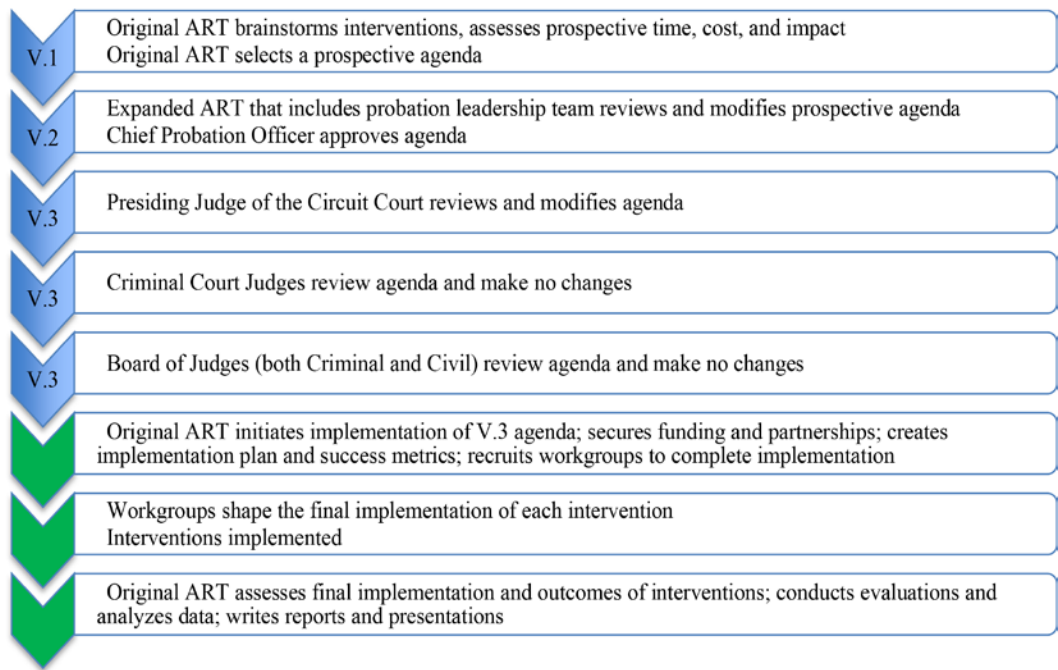 Original ART brainstorms interventions, assesses prospective time, cost, and impact
V.1
Original ART selects a prospective agenda
Expanded ART that includes probation leadership team reviews and modifies prospective agenda
V.2
Chief Probation Officer approves agenda
Presiding Judge of the Circuit Court reviews and modifies agenda
V.3
Criminal Court Judges review agenda and make no changes
V.3
Board of Judges (both Criminal and Civil) review agenda and make no changes
V.3
Original ART initiates implementation of V.3 agenda; secures funding and partnerships; creates
implementation plan and success metrics; recruits workgroups to complete implementation
Workgroups shape the final implementation of each intervention
Interventions implemented
Original ART assesses final implementation and outcomes of interventions; conducts evaluations and
analyzes data; writes reports and presentations